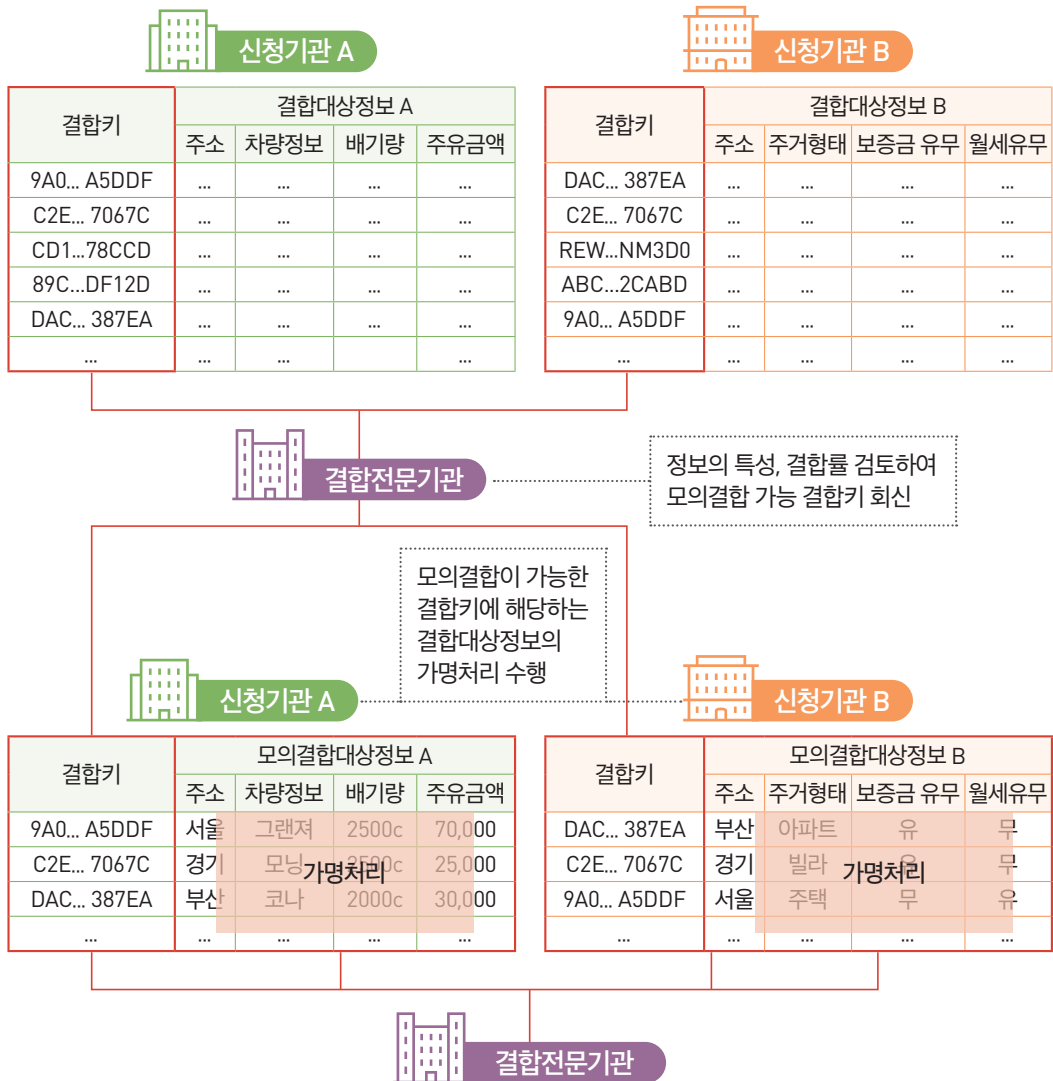 신청기관 A
신청기관 B
결합키 결합대상정보 A
주소 차량정보 배기량 주유금액
9A0... A5DDF ... ... ... ...
C2E... 7067C ... ... ... ...
CD1...78CCD ... ... ... ...
89C...DF12D ... ... ... ...
DAC... 387EA ... ... ... ...
... ... ... ...
결합키 결합대상정보 B
주소 주거형태 보증금 유무 월세유무
DAC... 387EA ... ... ... ...
C2E... 7067C ... ... ... ...
REW...NM3D0 ... ... ... ...
ABC...2CABD ... ... ... ...
9A0... A5DDF ... ... ... ...
... ... ... ... ...
결합전문기관
정보의 특성, 결합률 검토하여
모의결합 가능 결합키 회신
모의결합이 가능한
결합키에 해당하는
결합대상정보의
가명처리 수행
신청기관 A
신청기관 B
결합키 모의결합대상정보 A
주소 차량정보 배기량 주유금액
9A0... A5DDF 서울 그랜져 2500c 70,000
C2E... 7067C 경기 모닝 25,000
가명처리
DAC... 387EA 부산 코나 2000c 30,000
... ... ... ... ...
결합키 모의결합대상정보 B
주소 주거형태 보증금 유무 월세유무
DAC... 387EA 부산 아파트 유 무
C2E... 7067C 경기 빌라 무
가명처리
9A0... A5DDF 서울 주택 무 유
... ... ... ... ...
결합전문기관